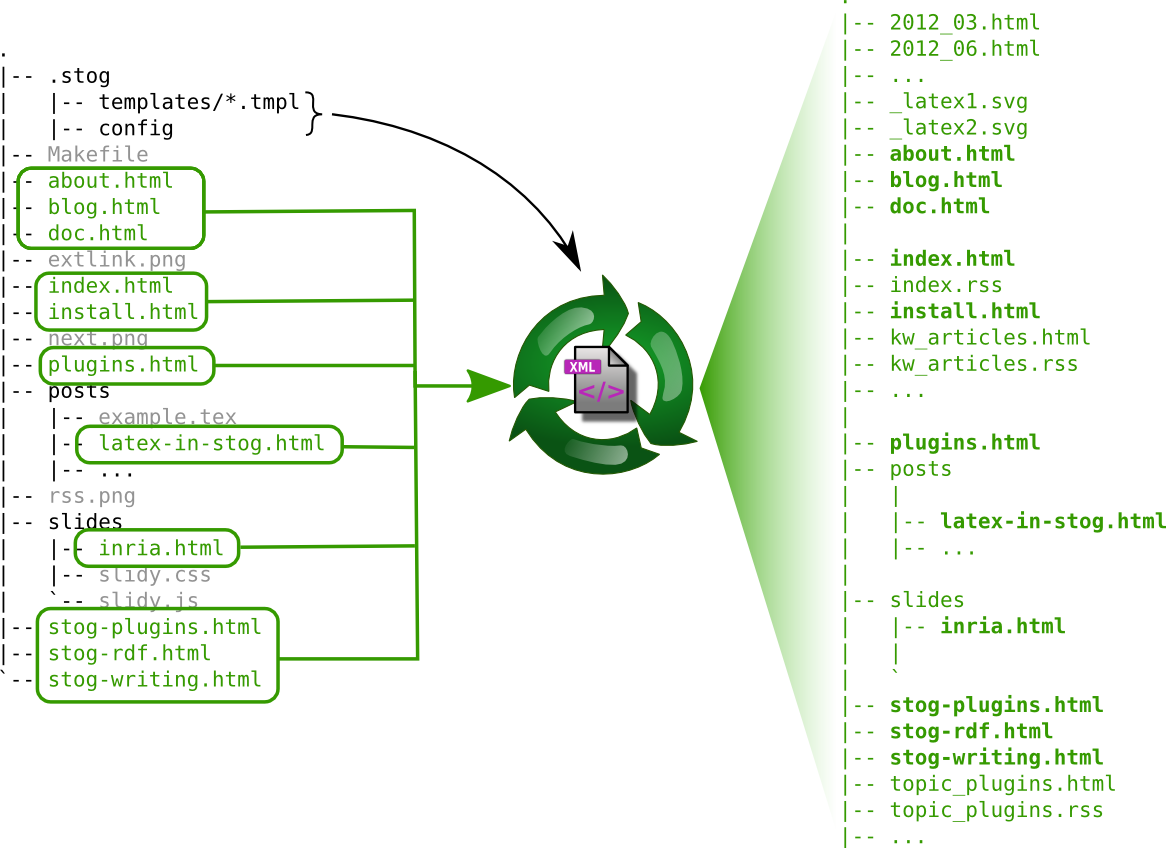 .
|-- .stog
|   |-- templates/*.tmpl
|   |-- config
|-- Makefile
|-- about.html
|-- blog.html
|-- doc.html
|-- extlink.png
|-- index.html
|-- install.html
|-- next.png
|-- plugins.html
|-- posts
|   |-- example.tex
|   |-- latex-in-stog.html
|   |-- ...
|-- rss.png
|-- slides
|   |-- inria.html
|   |-- slidy.css
|   `-- slidy.js
|-- stog-plugins.html
|-- stog-rdf.html
`-- stog-writing.html
XML
</>
.
|-- 2012_03.html
|-- 2012_06.html
|-- ...
|-- _latex1.svg
|-- _latex2.svg
|-- about.html
|-- blog.html
|-- doc.html
|
|-- index.html
|-- index.rss
|-- install.html
|-- kw_articles.html
|-- kw_articles.rss
|-- ...
|
|-- plugins.html
|-- posts
|   |
|   |-- latex-in-stog.html
|   |-- ...
|
|-- slides
|   |-- inria.html
|   |
|   `
|-- stog-plugins.html
|-- stog-rdf.html
|-- stog-writing.html
|-- topic_plugins.html
|-- topic_plugins.rss
|-- ...